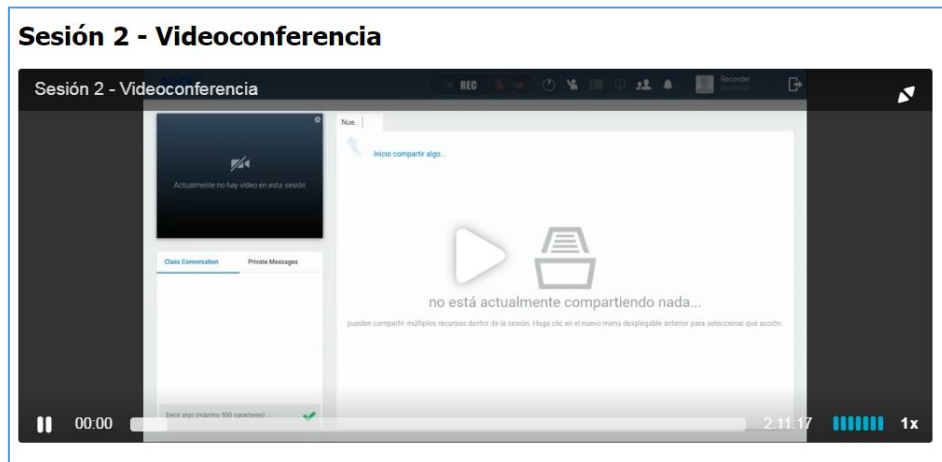 Sesión 2 - Videoconferencia
Sesión 2 - Videoconferencia
REC
Recorder
Nue..
Inicio compartir algo...
Actualmente no hay video en esta sesión
Class Conversation Private Messages
no está actualmente compartiendo nada...
pueden compartir múltiples recursos dentro de la sesión. Haga clic en el nuevo menú desplegable anterior para seleccionar qué acción.
Decir algo (máximo 500 caracteres) ...
00:00 2:11:17 1x